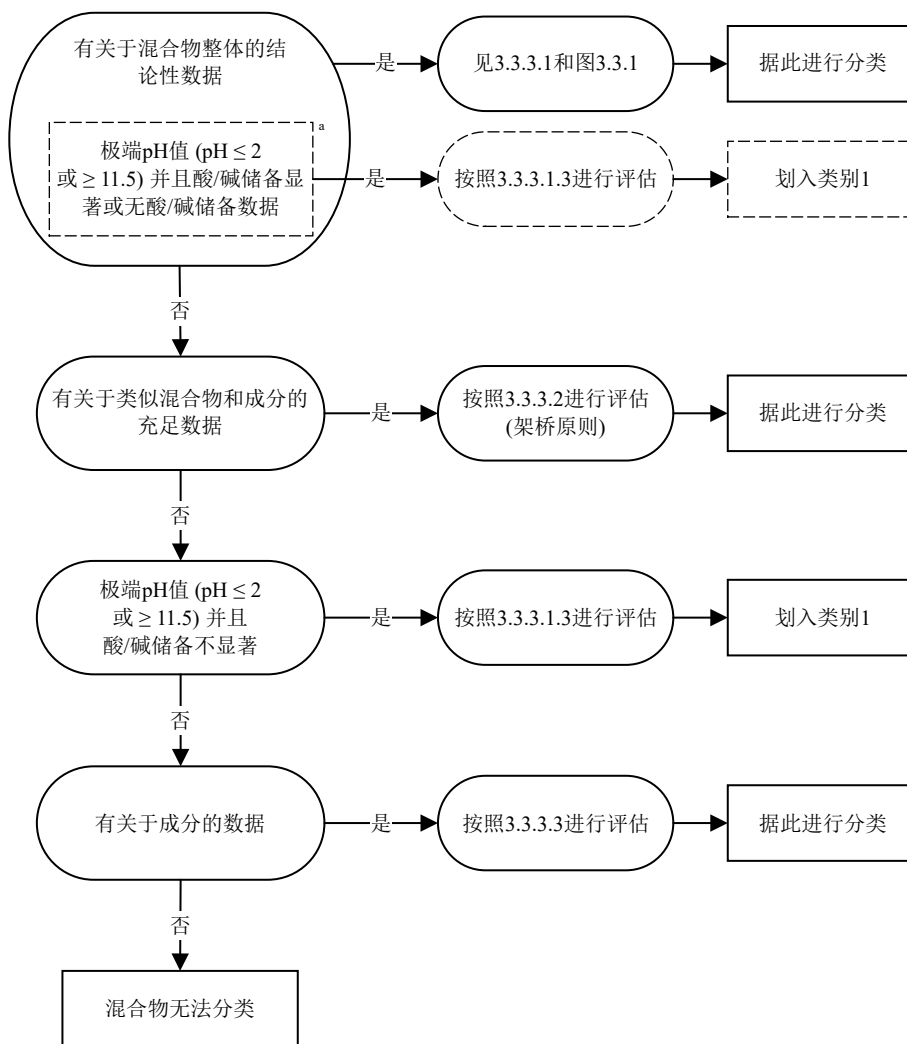 有关于混合物整体的结
论性数据
是
见3.3.3.1和图3.3.1
据此进行分类
a
极端pH值 (pH ≤ 2
或 ≥ 11.5) 并且酸/碱储备显
著或无酸/碱储备数据
是
按照3.3.3.1.3进行评估
划入类别1
否
有关于类似混合物和成分的
充足数据
是
按照3.3.3.2进行评估
(架桥原则)
据此进行分类
否
极端pH值 (pH ≤ 2
或 ≥ 11.5) 并且
酸/碱储备不显著
是
按照3.3.3.1.3进行评估
划入类别1
否
有关于成分的数据
是
按照3.3.3.3进行评估
据此进行分类
否
混合物无法分类